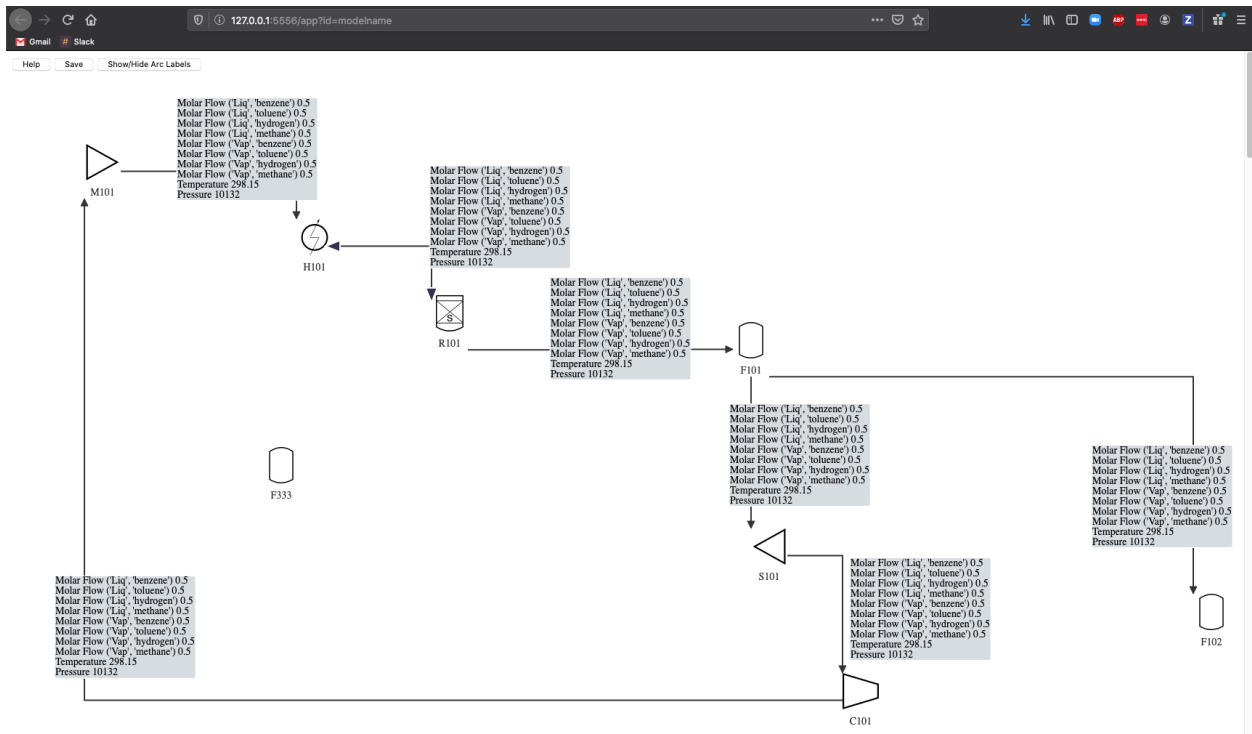 127.0.0.1:5556/app?id=modelname
ABP
Z
Gmail
# Slack
Help
Save
Show/Hide Arc Labels
Molar Flow ('Liq', 'benzene') 0.5
Molar Flow ('Liq', 'toluene') 0.5
Molar Flow ('Liq', 'hydrogen') 0.5
Molar Flow ('Liq', 'methane') 0.5
Molar Flow ('Vap', 'benzene') 0.5
Molar Flow ('Vap', 'toluene') 0.5
Molar Flow ('Vap', 'hydrogen') 0.5
Molar Flow ('Vap', 'methane') 0.5
Temperature 298.15
Pressure 10132
M101
Molar Flow ('Liq', 'benzene') 0.5
Molar Flow ('Liq', 'toluene') 0.5
Molar Flow ('Liq', 'hydrogen') 0.5
Molar Flow ('Liq', 'methane') 0.5
Molar Flow ('Vap', 'benzene') 0.5
Molar Flow ('Vap', 'toluene') 0.5
Molar Flow ('Vap', 'hydrogen') 0.5
Molar Flow ('Vap', 'methane') 0.5
Temperature 298.15
Pressure 10132
H101
Molar Flow ('Liq', 'benzene') 0.5
Molar Flow ('Liq', 'toluene') 0.5
Molar Flow ('Liq', 'hydrogen') 0.5
Molar Flow ('Liq', 'methane') 0.5
Molar Flow ('Vap', 'benzene') 0.5
Molar Flow ('Vap', 'toluene') 0.5
Molar Flow ('Vap', 'hydrogen') 0.5
Molar Flow ('Vap', 'methane') 0.5
Temperature 298.15
Pressure 10132
S
R101
F101
Molar Flow ('Liq', 'benzene') 0.5
Molar Flow ('Liq', 'toluene') 0.5
Molar Flow ('Liq', 'hydrogen') 0.5
Molar Flow ('Liq', 'methane') 0.5
Molar Flow ('Vap', 'benzene') 0.5
Molar Flow ('Vap', 'toluene') 0.5
Molar Flow ('Vap', 'hydrogen') 0.5
Molar Flow ('Vap', 'methane') 0.5
Temperature 298.15
Pressure 10132
Molar Flow ('Liq', 'benzene') 0.5
Molar Flow ('Liq', 'toluene') 0.5
Molar Flow ('Liq', 'hydrogen') 0.5
Molar Flow ('Liq', 'methane') 0.5
Molar Flow ('Vap', 'benzene') 0.5
Molar Flow ('Vap', 'toluene') 0.5
Molar Flow ('Vap', 'hydrogen') 0.5
Molar Flow ('Vap', 'methane') 0.5
Temperature 298.15
Pressure 10132
F333
S101
Molar Flow ('Liq', 'benzene') 0.5
Molar Flow ('Liq', 'toluene') 0.5
Molar Flow ('Liq', 'hydrogen') 0.5
Molar Flow ('Liq', 'methane') 0.5
Molar Flow ('Vap', 'benzene') 0.5
Molar Flow ('Vap', 'toluene') 0.5
Molar Flow ('Vap', 'hydrogen') 0.5
Molar Flow ('Vap', 'methane') 0.5
Temperature 298.15
Pressure 10132
Molar Flow ('Liq', 'benzene') 0.5
Molar Flow ('Liq', 'toluene') 0.5
Molar Flow ('Liq', 'hydrogen') 0.5
Molar Flow ('Liq', 'methane') 0.5
Molar Flow ('Vap', 'benzene') 0.5
Molar Flow ('Vap', 'toluene') 0.5
Molar Flow ('Vap', 'hydrogen') 0.5
Molar Flow ('Vap', 'methane') 0.5
Temperature 298.15
Pressure 10132
F102
C101